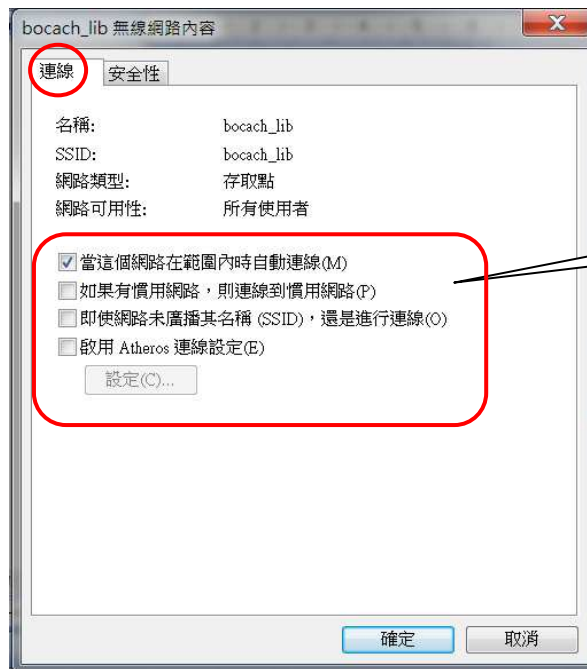 bocach_lib 無線網路內容
連線 安全性
名稱: bocach_lib
SSID: bocach_lib
網路類型: 存取點
網路可用性: 所有使用者
當這個網路在範圍內時自動連線(M)
如果有慣用網路，則連線到慣用網路(P)
即使網路未廣播其名稱 (SSID)，還是進行連線(O)
啟用 Atheros 連線設定(E)
設定(C)...
確定 取消